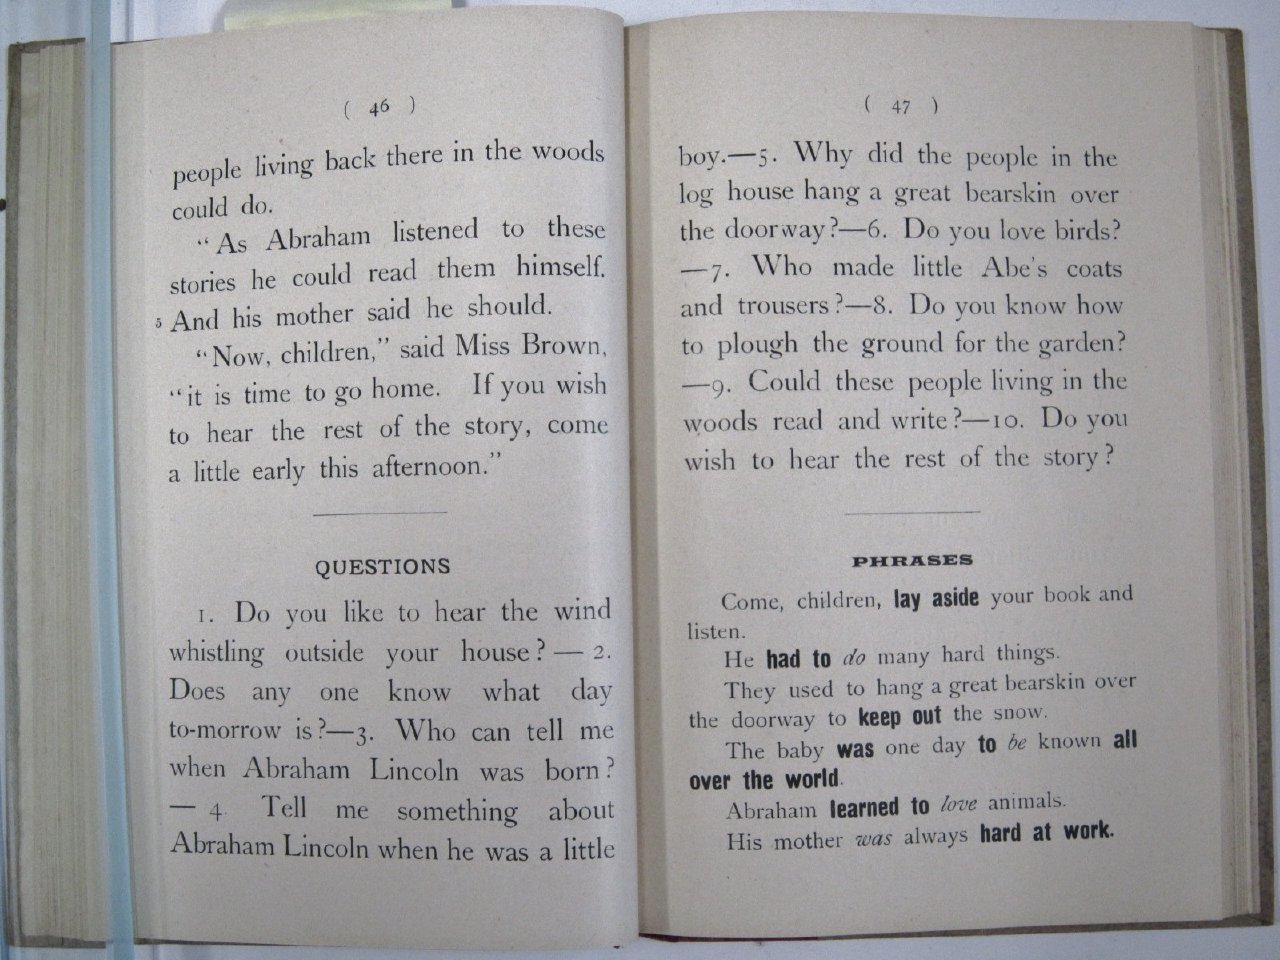 ( 46 )
people living back there in the woods
could do.
“ As Abraham listened to these
stories he could read them himself.
5 And his mother said he should.
“Now, children,” said Miss Brown,
“it is time to go home. If you wish
to hear the rest of the story, come
a little early this afternoon.”
QUESTIONS
1. Do you like to hear the wind
whistling outside your house? — 2.
Does any one know what day
to-morrow is?—3. Who can tell me
when Abraham Lincoln was born?
— 4. Tell me something about
Abraham Lincoln when he was a little
( 47 )
boy.—5. Why did the people in the
log house hang a great bearskin over
the doorway?—6. Do you love birds?
—7. Who made little Abe's coats
and trousers?—8. Do you know how
to plough the ground for the garden?
—9. Could these people living in the
woods read and write?—10. Do you
wish to hear the rest of the story?
PHRASES
Come, children, lay aside your book and
listen.
He had to do many hard things.
They used to hang a great bearskin over
the doorway to keep out the snow.
The baby was one day to be known all
over the world.
Abraham learned to love animals.
His mother was always hard at work.